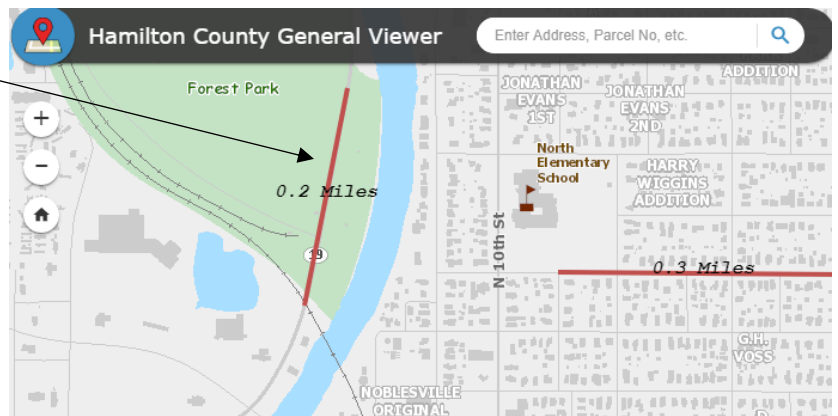 Hamilton County General Viewer
Enter Address, Parcel No, etc.
ADDITION
Forest Park
JONATHAN
EVANS
1ST
JONATHAN
EVANS
2ND
+
North
Elementary
School
-
HARRY
WIGGINS
ADDITION
0.2 Miles
N 10th St
19
0.3 Miles
G.H.
VOSS
NOBLESVILLE
ORIGINAL